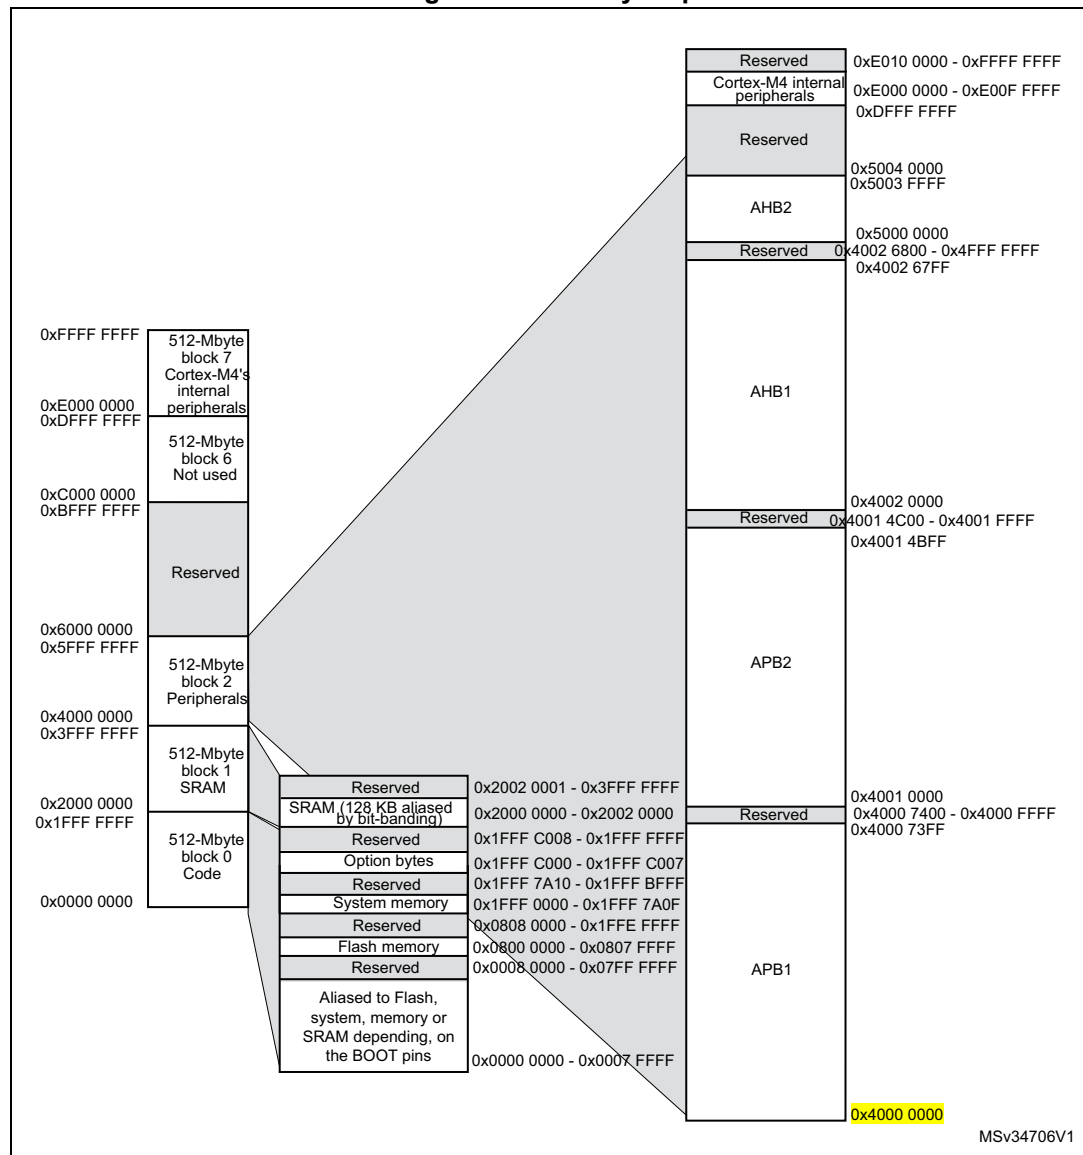 0xFFFF FFFF
512-Mbyte
block 7
Cortex-M4's
internal
peripherals
0xE000 0000
0xDFFF FFFF
512-Mbyte
block 6
Not used
0xC000 0000
0xBFFF FFFF
Reserved
0x6000 0000
0x5FFF FFFF
512-Mbyte
block 2
Peripherals
0x4000 0000
0x3FFF FFFF
512-Mbyte
block 1
SRAM
0x2000 0000
0x1FFF FFFF
512-Mbyte
block 0
Code
0x0000 0000
Reserved 0x2002 0001 - 0x3FFF FFFF
SRAM (128 KB aliased
by bit-banding) 0x2000 0000 - 0x2002 0000
Reserved 0x1FFF C008 - 0x1FFF FFFF
Option bytes 0x1FFF C000 - 0x1FFF C007
Reserved 0x1FFF 7A10 - 0x1FFF BFFF
System memory 0x1FFF 0000 - 0x1FFF 7A0F
Reserved 0x0808 0000 - 0x1FFE FFFF
Flash memory 0x0800 0000 - 0x0807 FFFF
Reserved 0x0008 0000 - 0x07FF FFFF
Aliased to Flash,
system, memory or
SRAM depending, on
the BOOT pins
0x0000 0000 - 0x0007 FFFF
Reserved 0xE010 0000 - 0xFFFF FFFF
Cortex-M4 internal
peripherals 0xE000 0000 - 0xE00F FFFF
0xDFFF FFFF
Reserved
0x5004 0000
0x5003 FFFF
AHB2
0x5000 0000
Reserved 0x4002 6800 - 0x4FFF FFFF
0x4002 67FF
AHB1
0x4002 0000
Reserved 0x4001 4C00 - 0x4001 FFFF
0x4001 4BFF
APB2
0x4001 0000
Reserved 0x4000 7400 - 0x4000 FFFF
0x4000 73FF
APB1
0x4000 0000
MSv34706V1